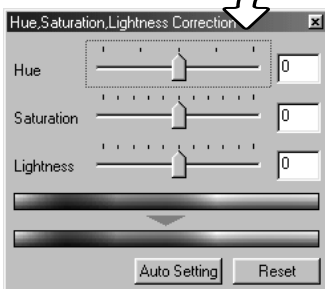 Hue,Saturation,Lightness Correction
Hue 0
Saturation 0
Lightness 0
Auto Setting Reset